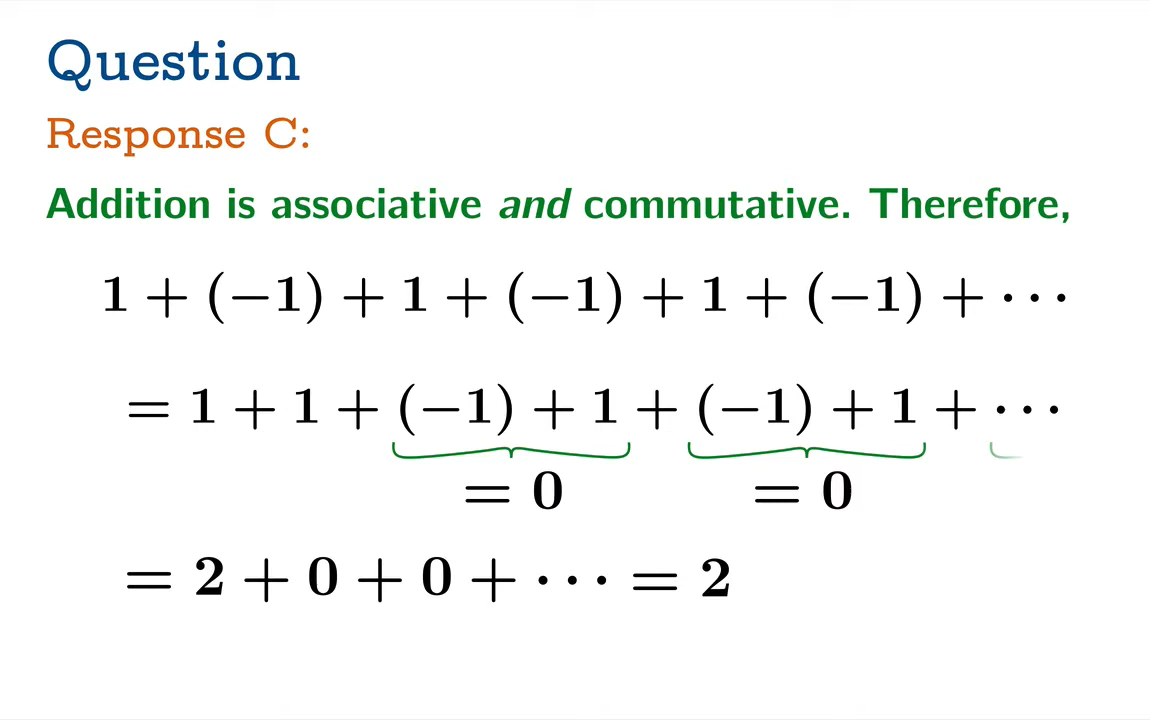 Question
Response C:
Addition is associative and commutative. Therefore,
1 + (−1) + 1 + (−1) + 1 + (−1) + ···
= 1 + 1 + (−1) + 1 + (−1) + 1 + ···
= 0 = 0
= 2 + 0 + 0 + ··· = 2